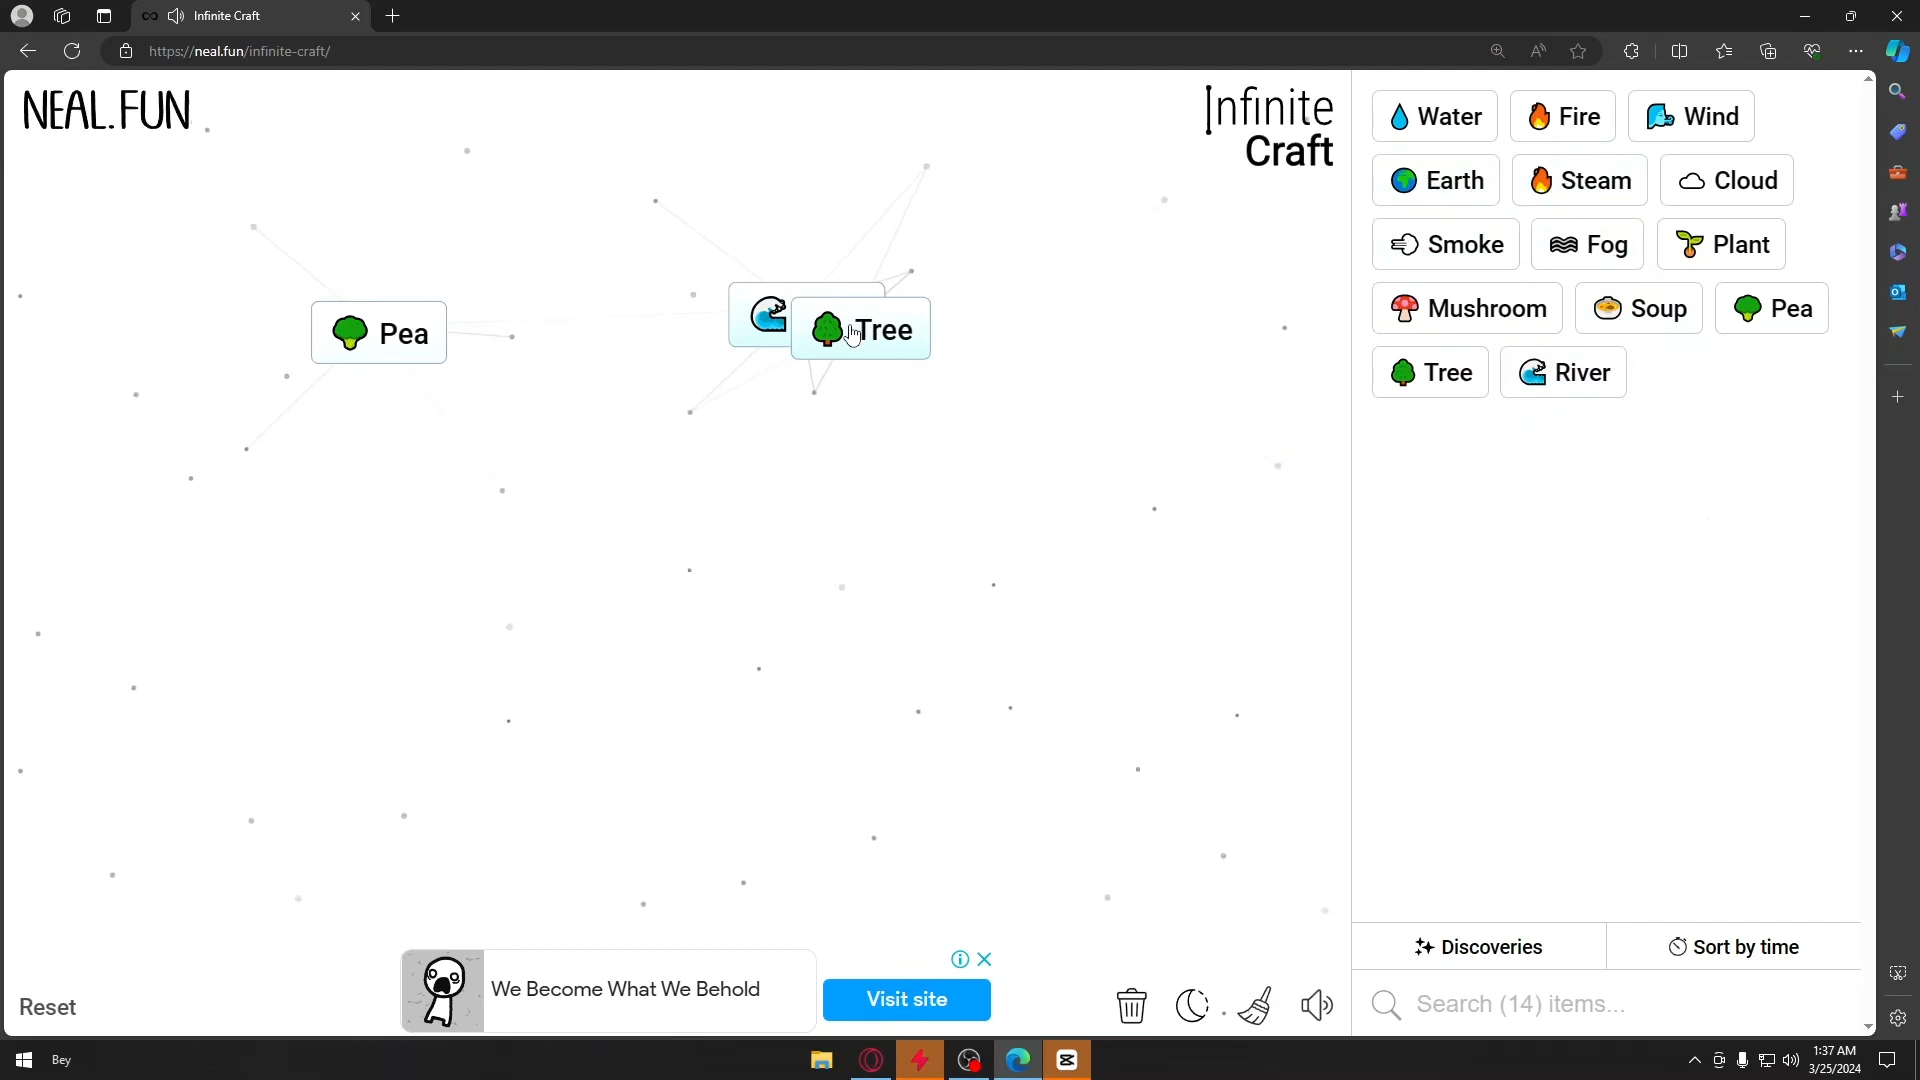 Infinite Craft
https://neal.fun/infinite-craft/
NEAL.FUN
Infinite
Craft
Water
Fire
Wind
Earth
Steam
Cloud
Smoke
Fog
Plant
Mushroom
Soup
Pea
Tree
River
Pea
Tree
Discoveries
Sort by time
Search (14) items...
We Become What We Behold
Visit site
Reset
Bey
1:37 AM
3/25/2024